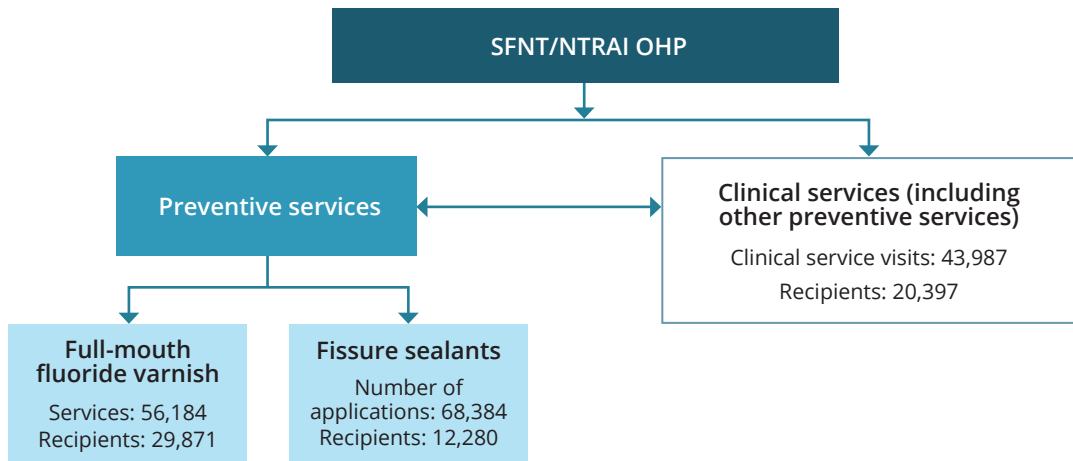 SFNT/NTRAI OHP
Preventive services
Clinical services (including
other preventive services)
Clinical service visits: 43,987
Recipients: 20,397
Full-mouth
fluoride varnish
Services: 56,184
Recipients: 29,871
Fissure sealants
Number of
applications: 68,384
Recipients: 12,280